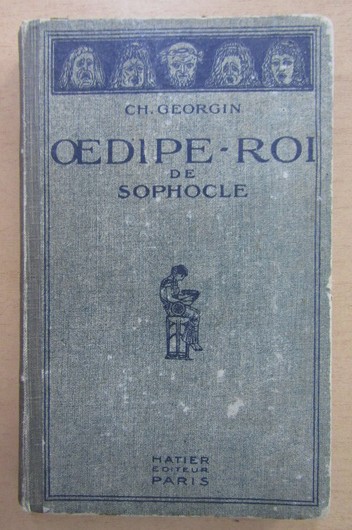 CH. GEORGIN
ŒDIPE-ROI
DE
SOPHOCLE
HATIER
EDITEUR
PARIS